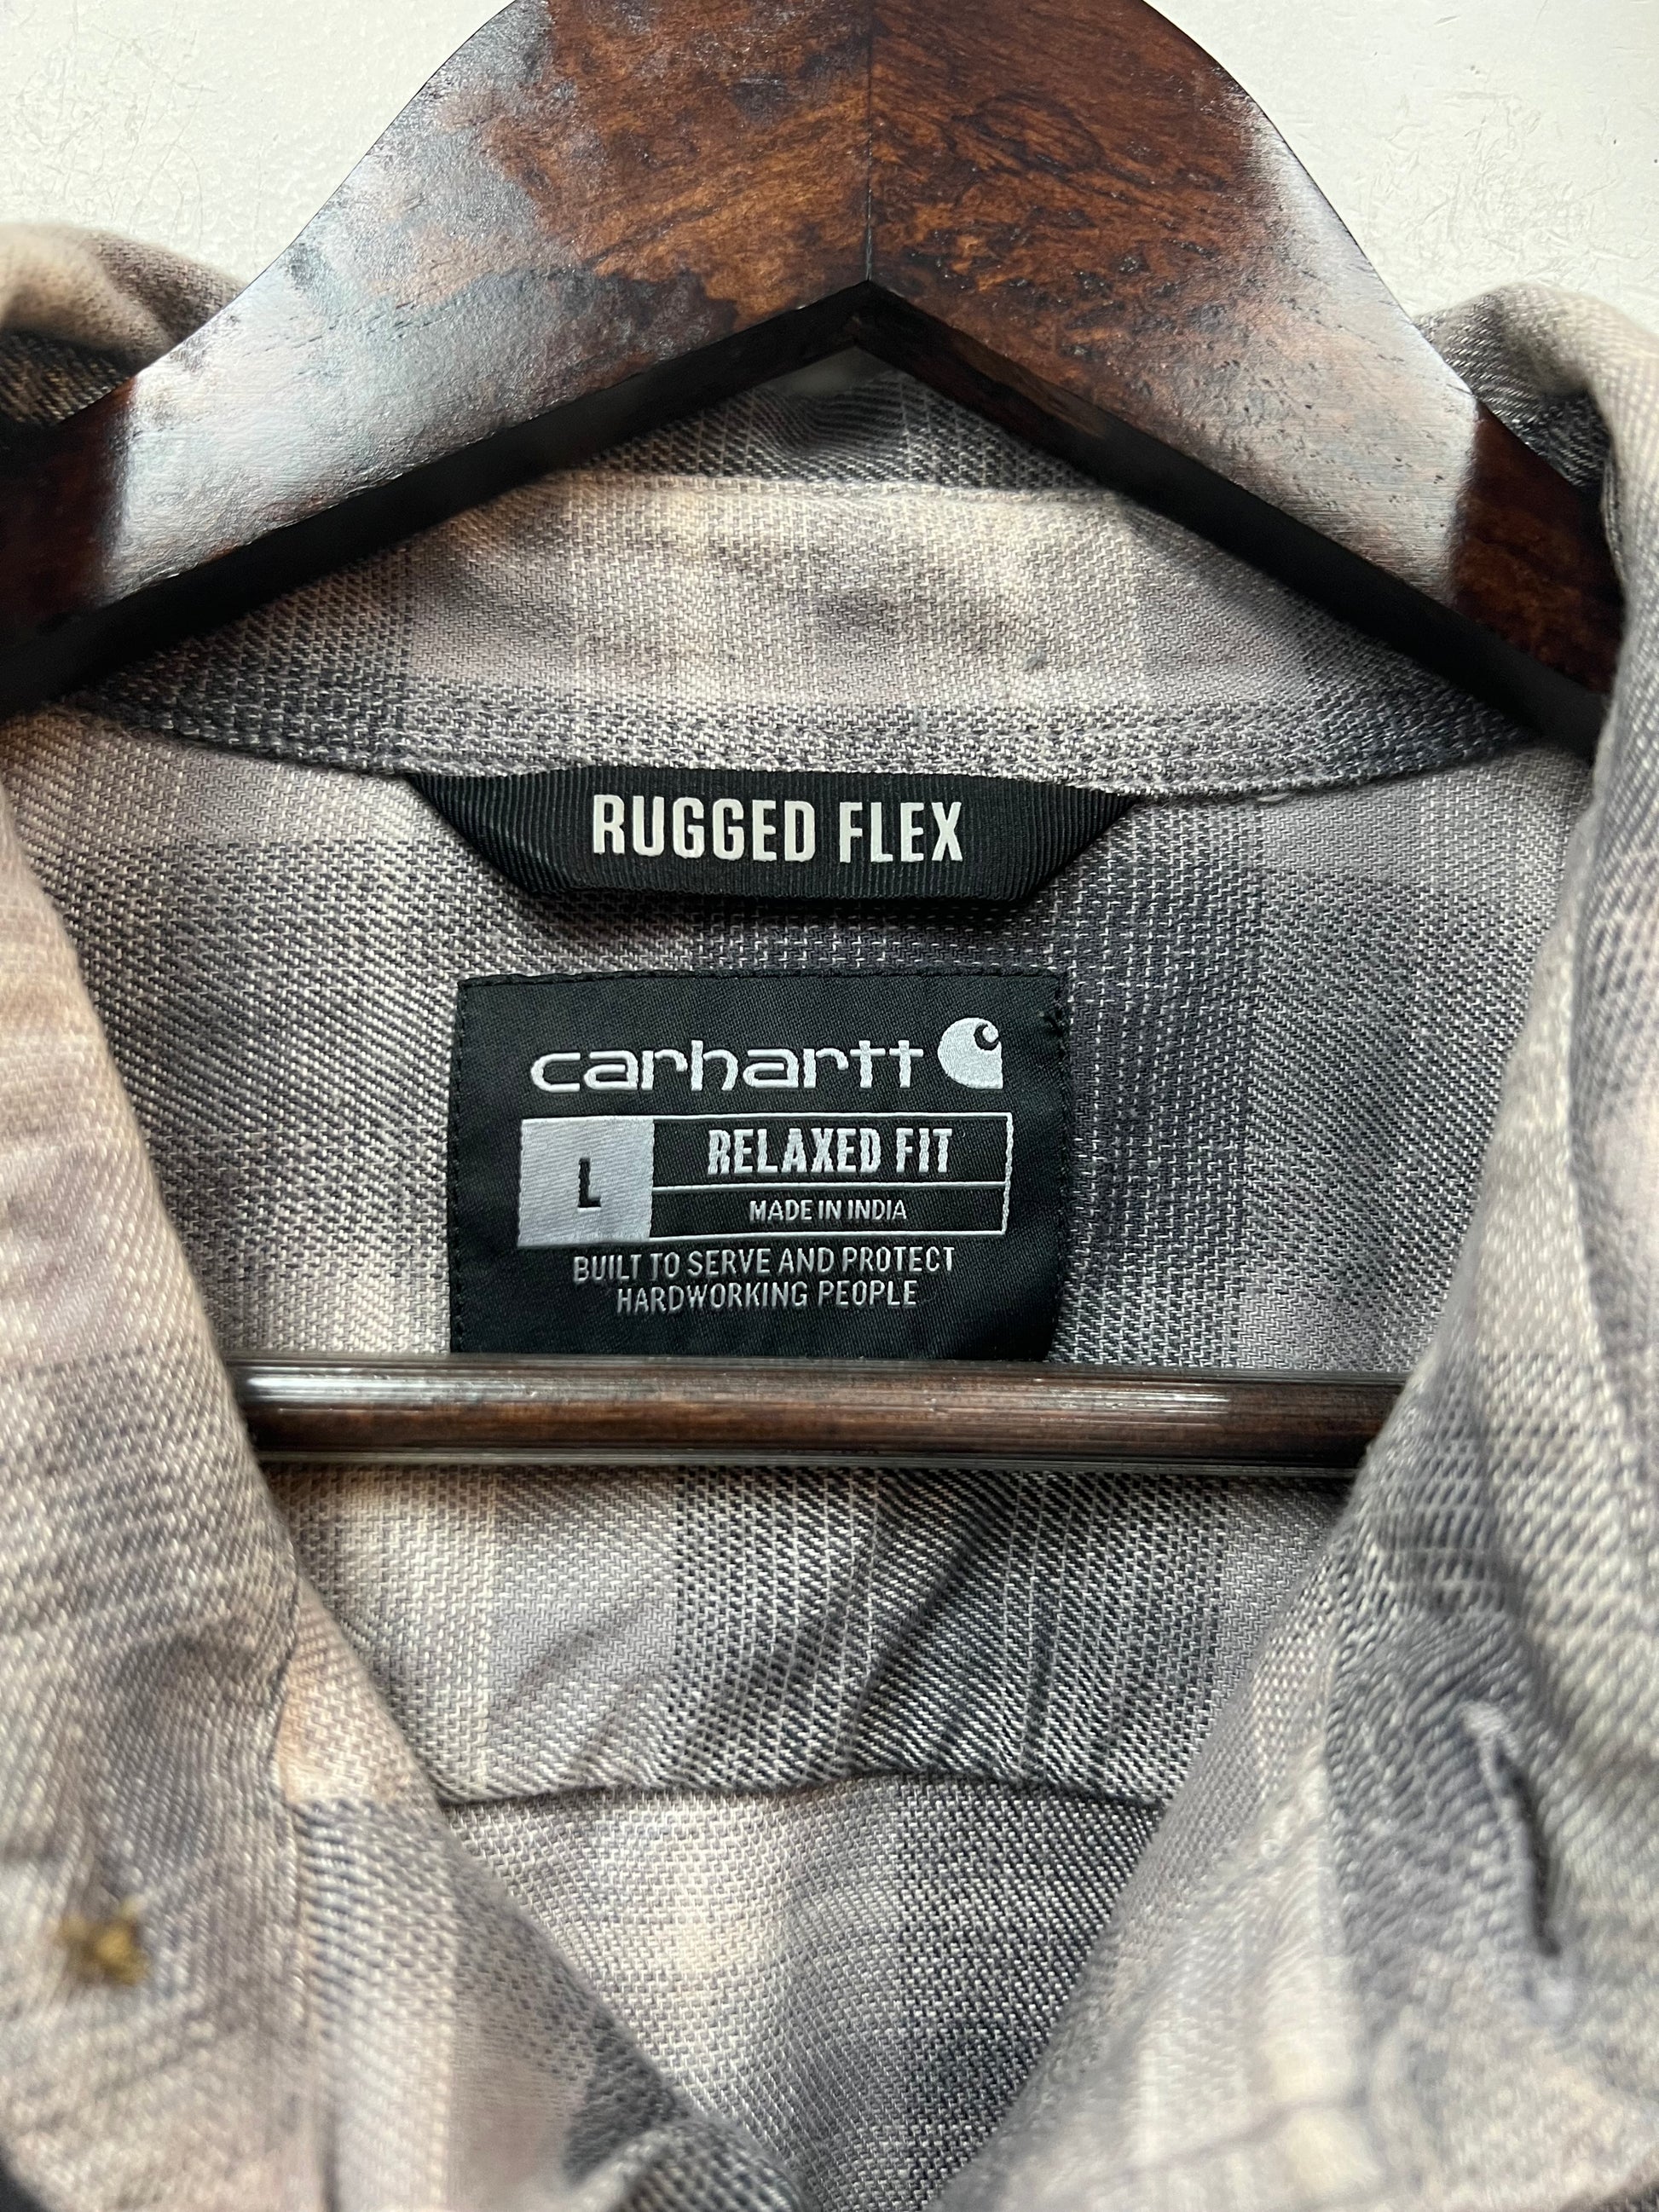 RUGGED FLEX
carhartt
L
RELAXED FIT
MADE IN INDIA
BUILT TO SERVE AND PROTECT
HARDWORKING PEOPLE